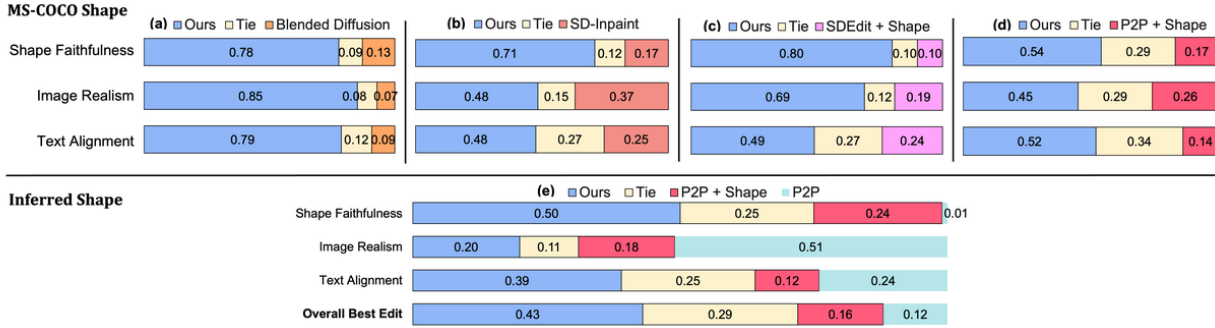 MS-COCO Shape
(a) Ours Tie Blended Diffusion
Shape Faithfulness 0.78 0.09 0.13
Image Realism 0.85 0.08 0.07
Text Alignment 0.79 0.12 0.09
(b) Ours Tie SD-Inpaint
0.71 0.12 0.17
0.48 0.15 0.37
0.48 0.27 0.25
(c) Ours Tie SDEdit + Shape
0.80 0.10 0.10
0.69 0.12 0.19
0.49 0.27 0.24
(d) Ours Tie P2P + Shape
0.54 0.29 0.17
0.45 0.29 0.26
0.52 0.34 0.14
Inferred Shape
(e) Ours Tie P2P + Shape P2P
Shape Faithfulness 0.50 0.25 0.24 0.01
Image Realism 0.20 0.11 0.18 0.51
Text Alignment 0.39 0.25 0.12 0.24
Overall Best Edit 0.43 0.29 0.16 0.12